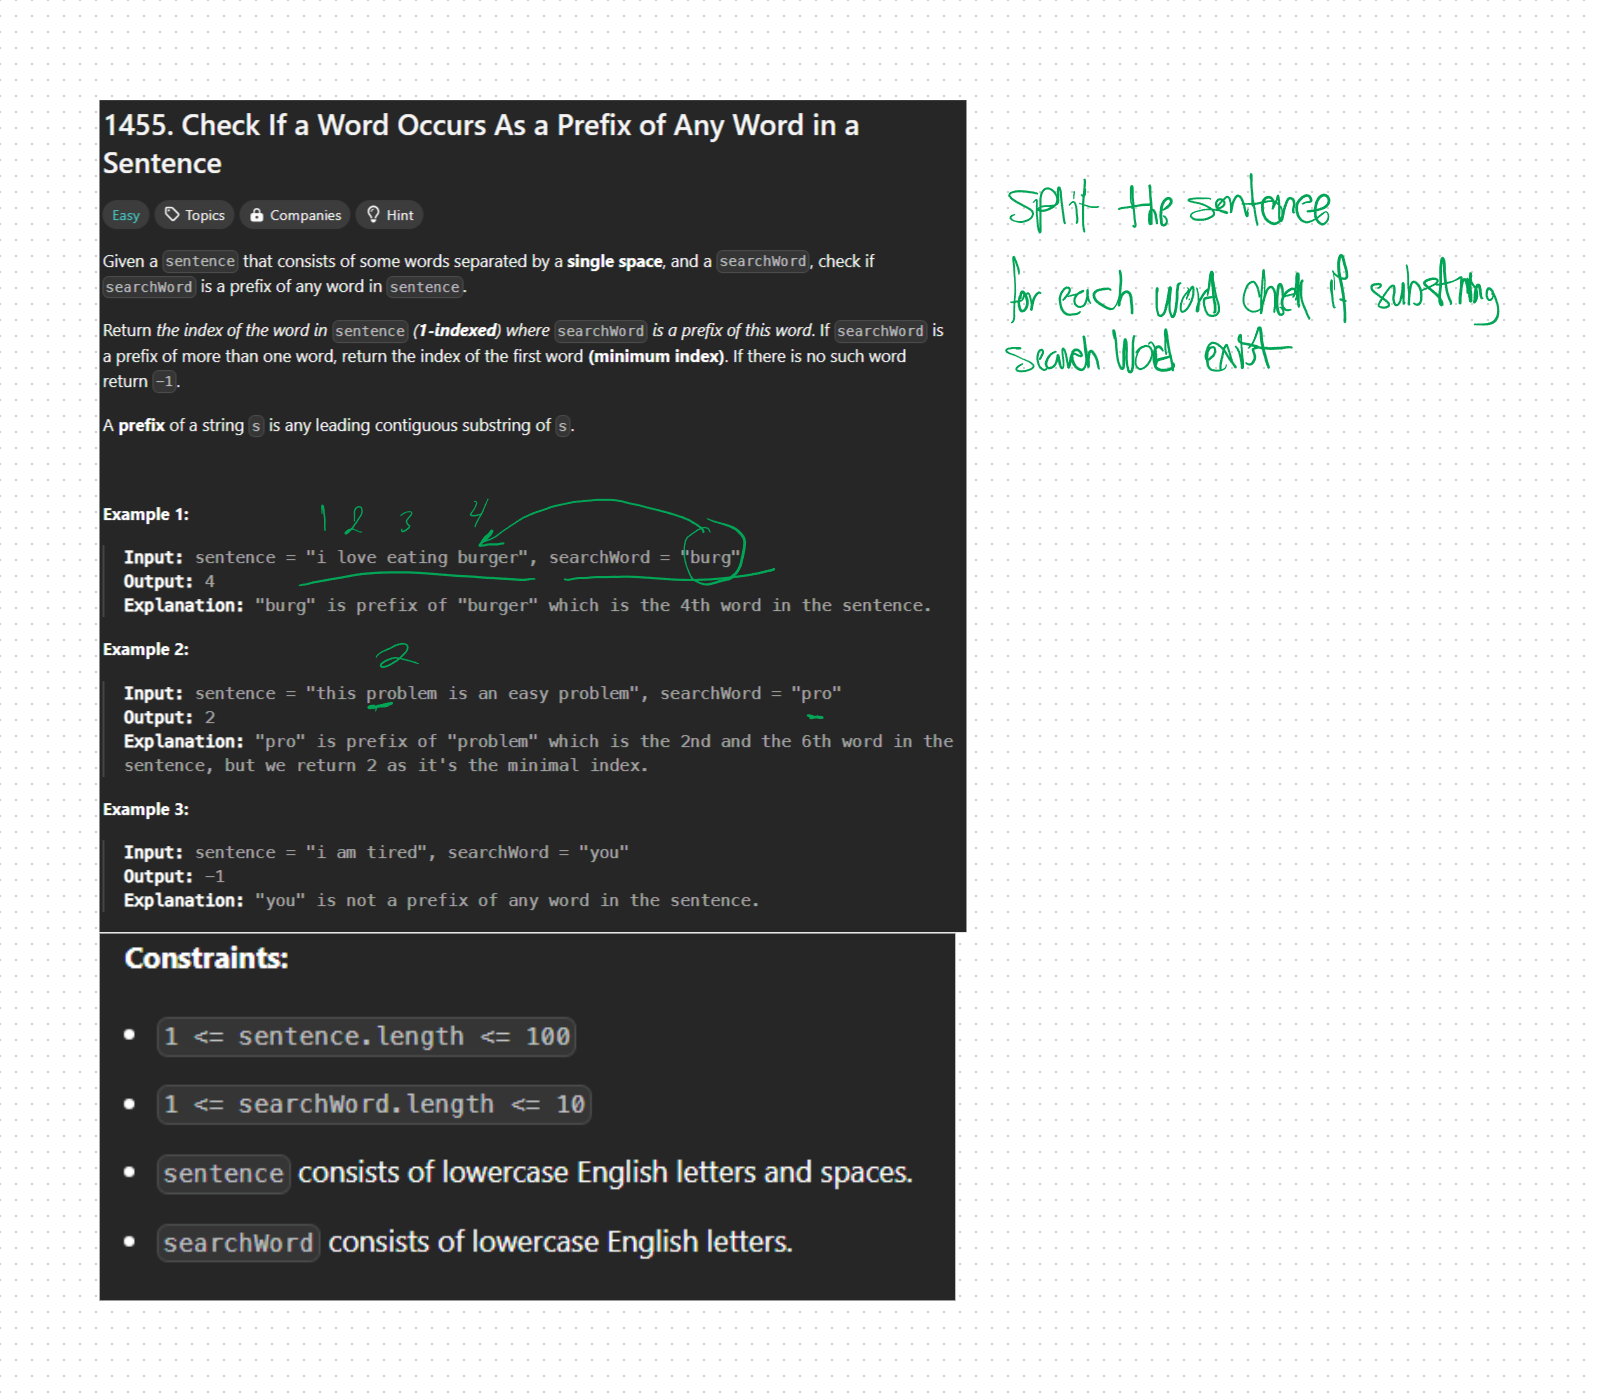 1455. Check If a Word Occurs As a Prefix of Any Word in a
Sentence
Easy Topics Companies Hint
Given a sentence that consists of some words separated by a single space, and a searchWord, check if
searchWord is a prefix of any word in sentence.
Return the index of the word in sentence (1-indexed) where searchWord is a prefix of this word. If searchWord is
a prefix of more than one word, return the index of the first word (minimum index). If there is no such word
return -1.
A prefix of a string s is any leading contiguous substring of s.
Example 1:
1 2 3 4
Input: sentence = "i love eating burger", searchWord = "burg"
Output: 4
Explanation: "burg" is prefix of "burger" which is the 4th word in the sentence.
Example 2:
2
Input: sentence = "this problem is an easy problem", searchWord = "pro"
Output: 2
Explanation: "pro" is prefix of "problem" which is the 2nd and the 6th word in the
sentence, but we return 2 as it's the minimal index.
Example 3:
Input: sentence = "i am tired", searchWord = "you"
Output: -1
Explanation: "you" is not a prefix of any word in the sentence.
Constraints:
1 <= sentence.length <= 100
1 <= searchWord.length <= 10
sentence consists of lowercase English letters and spaces.
searchWord consists of lowercase English letters.
split the sentence
for each word check if substring
search Word exist